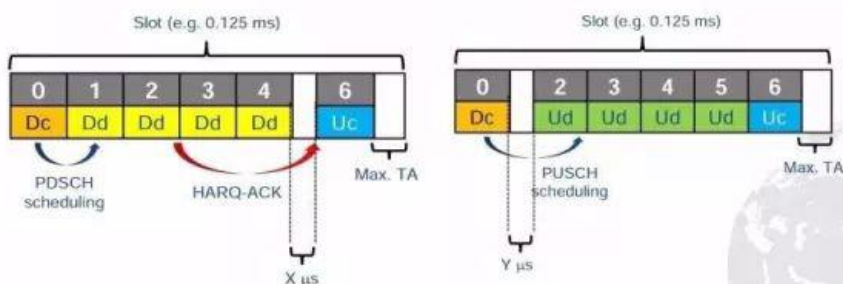 Slot (e.g. 0.125 ms)
0 1 2 3 4 6
Dc Dd Dd Dd Dd Uc
PDSCH
scheduling
HARQ-ACK
Max. TA
X μs
Slot (e.g. 0.125 ms)
0 2 3 4 5 6
Dc Ud Ud Ud Ud Uc
PUSCH
scheduling
Max. TA
Y μs